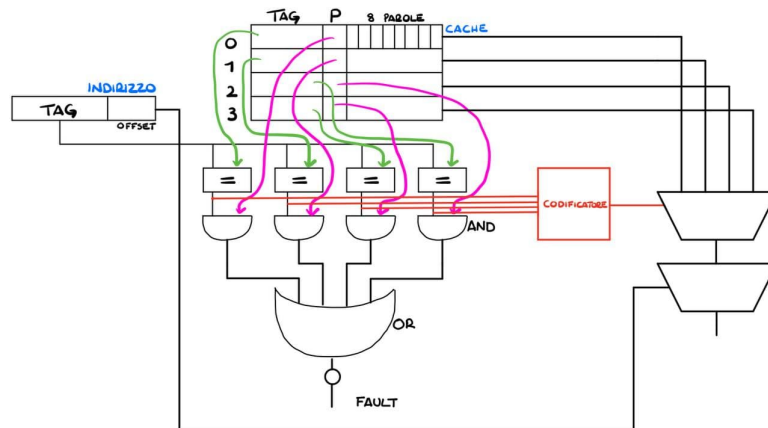 TAG P 8 PAROLE
CACHE
0
1
2
3
INDIRIZZO
TAG
OFFSET
= = = =
CODIFICATORE
AND
OR
FAULT